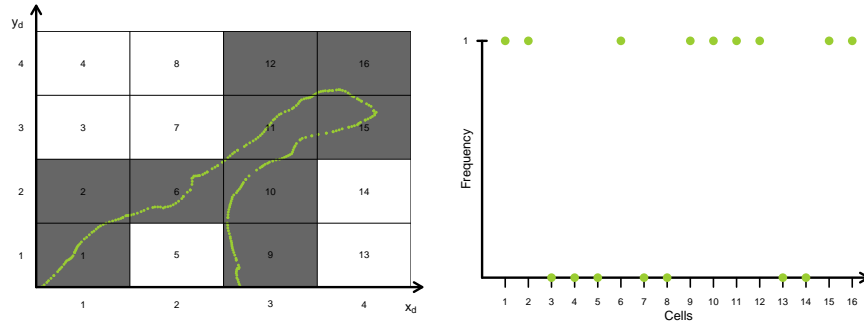 y_d
4 4 8 12 16
3 3 7 11 15
2 2 6 10 14
1 1 5 9 13
1 2 3 4
x_d
1
Frequency
1 2 3 4 5 6 7 8 9 10 11 12 13 14 15 16
Cells